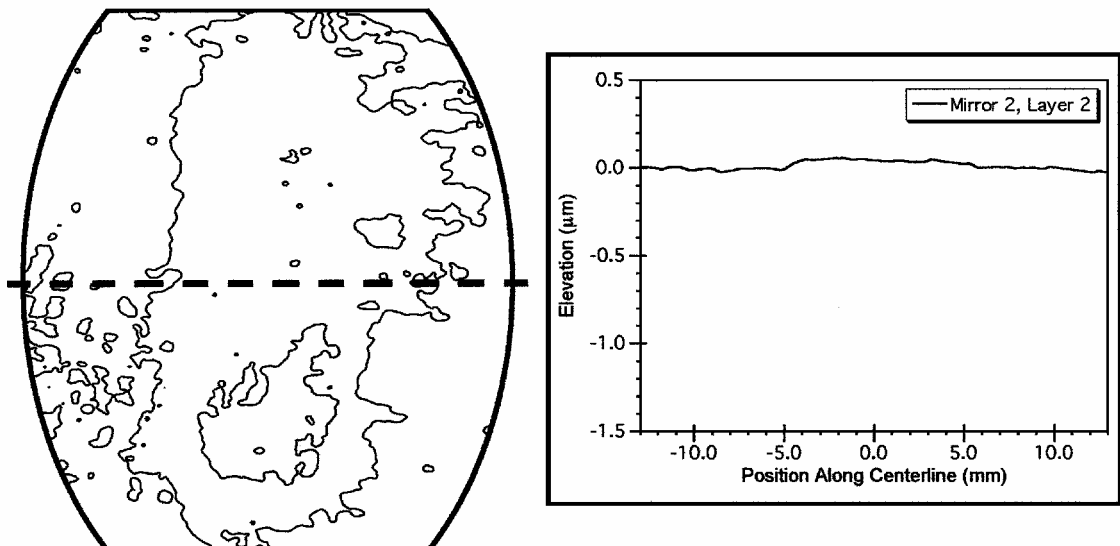 0.5
Mirror 2, Layer 2
0.0
Elevation (µm)
-0.5
-1.0
-1.5
-10.0 -5.0 0.0 5.0 10.0
Position Along Centerline (mm)